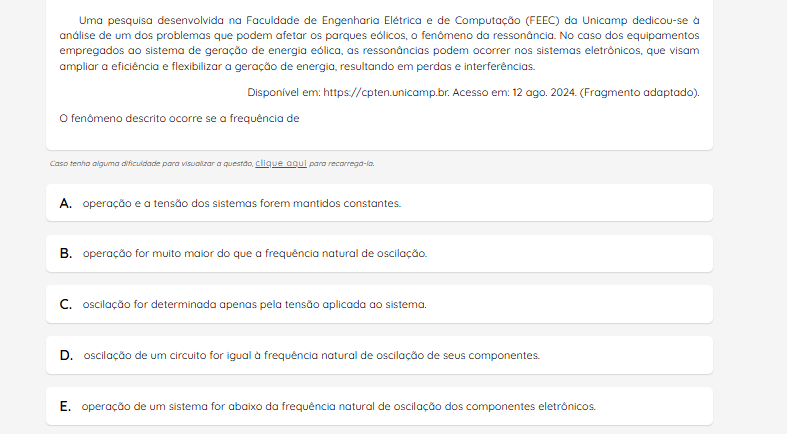 Uma pesquisa desenvolvida na Faculdade de Engenharia Elétrica e de Computação (FEEC) da Unicamp dedicou-se à
análise de um dos problemas que podem afetar os parques eólicos, o fenômeno da ressonância. No caso dos equipamentos
empregados ao sistema de geração de energia eólica, as ressonâncias podem ocorrer nos sistemas eletrônicos, que visam
ampliar a eficiência e flexibilizar a geração de energia, resultando em perdas e interferências.
Disponível em: https://cpten.unicamp.br. Acesso em: 12 ago. 2024. (Fragmento adaptado).
O fenômeno descrito ocorre se a frequência de
Caso tenha alguma dificuldade para visualizar a questão, clique aqui para recarregá-la.
A. operação e a tensão dos sistemas forem mantidos constantes.
B. operação for muito maior do que a frequência natural de oscilação.
C. oscilação for determinada apenas pela tensão aplicada ao sistema.
D. oscilação de um circuito for igual à frequência natural de oscilação de seus componentes.
E. operação de um sistema for abaixo da frequência natural de oscilação dos componentes eletrônicos.